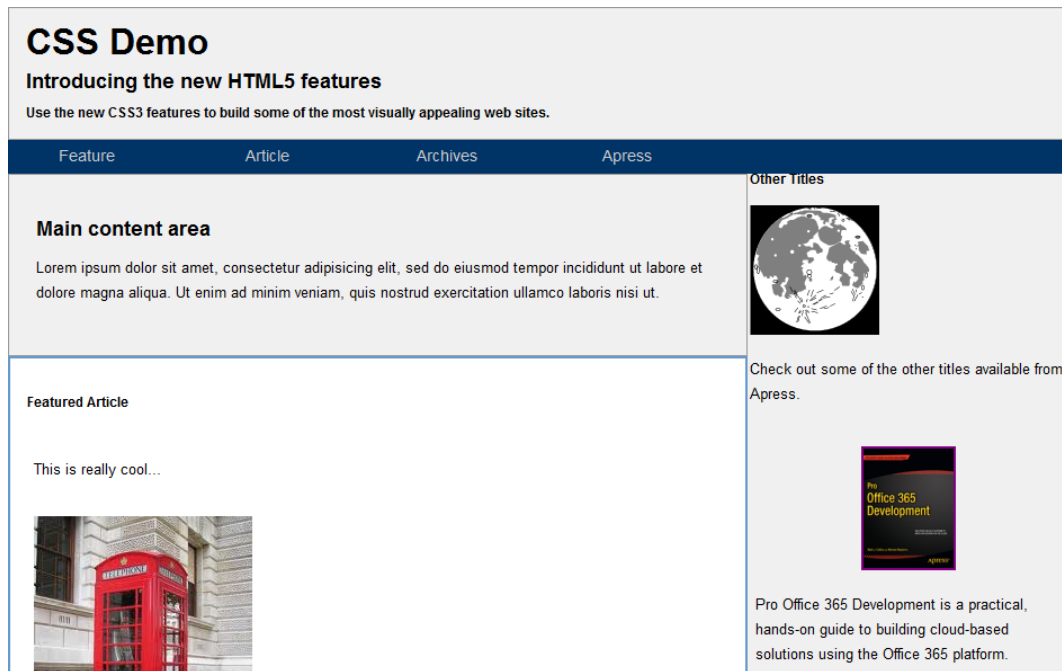 CSS Demo
Introducing the new HTML5 features
Use the new CSS3 features to build some of the most visually appealing web sites.
Feature Article Archives Apress
Main content area
Lorem ipsum dolor sit amet, consectetur adipisicing elit, sed do eiusmod tempor incididunt ut labore et
dolore magna aliqua. Ut enim ad minim veniam, quis nostrud exercitation ullamco laboris nisi ut.
Featured Article
This is really cool...
TELEPHONE
Other Titles
Check out some of the other titles available from
Apress.
Pro
Office 365
Development
Apress
Pro Office 365 Development is a practical,
hands-on guide to building cloud-based
solutions using the Office 365 platform.